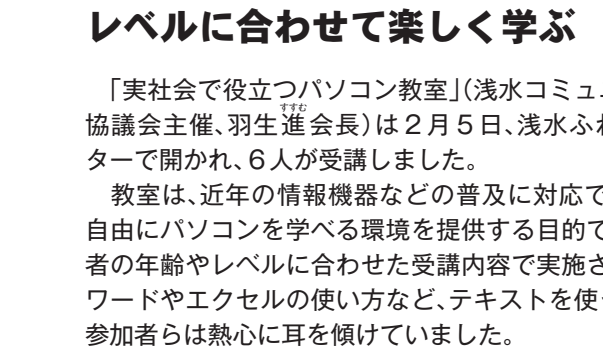 レベルに合わせて楽しく学ぶ
「実社会で役立つパソコン教室」(浅水コミュニ
協議会主催、羽生進会長)は２月５日、浅水ふれ
ターで開かれ、６人が受講しました。
教室は、近年の情報機器などの普及に対応で
自由にパソコンを学べる環境を提供する目的で
者の年齢やレベルに合わせた受講内容で実施さ
ワードやエクセルの使い方など、テキストを使っ
参加者らは熱心に耳を傾けていました。